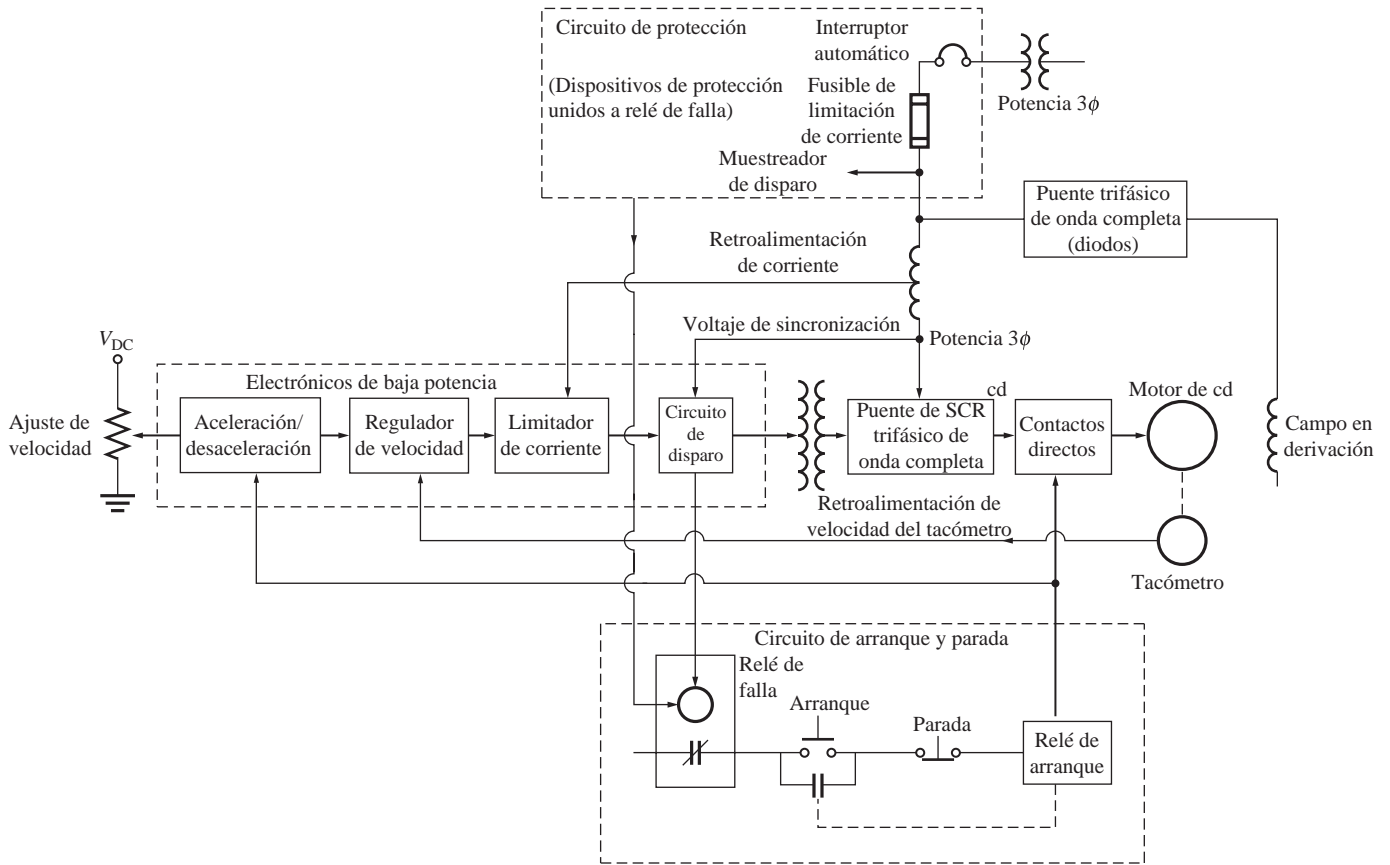 Circuito de protección
Interruptor
automático
(Dispositivos de protección
unidos a relé de falla)
Fusible de
limitación
de corriente
Potencia 3ϕ
Muestreador
de disparo
Puente trifásico
de onda completa
(diodos)
Retroalimentación
de corriente
Voltaje de sincronización
Potencia 3ϕ
V_DC
Electrónicos de baja potencia
cd
Motor de cd
Ajuste de
velocidad
Aceleración/
desaceleración
Regulador
de velocidad
Limitador
de corriente
Circuito
de
disparo
Puente de SCR
trifásico de
onda completa
Contactos
directos
Campo en
derivación
Retroalimentación de
velocidad del tacómetro
Tacómetro
Circuito de arranque y parada
Relé de
falla
Arranque
Parada
Relé de
arranque